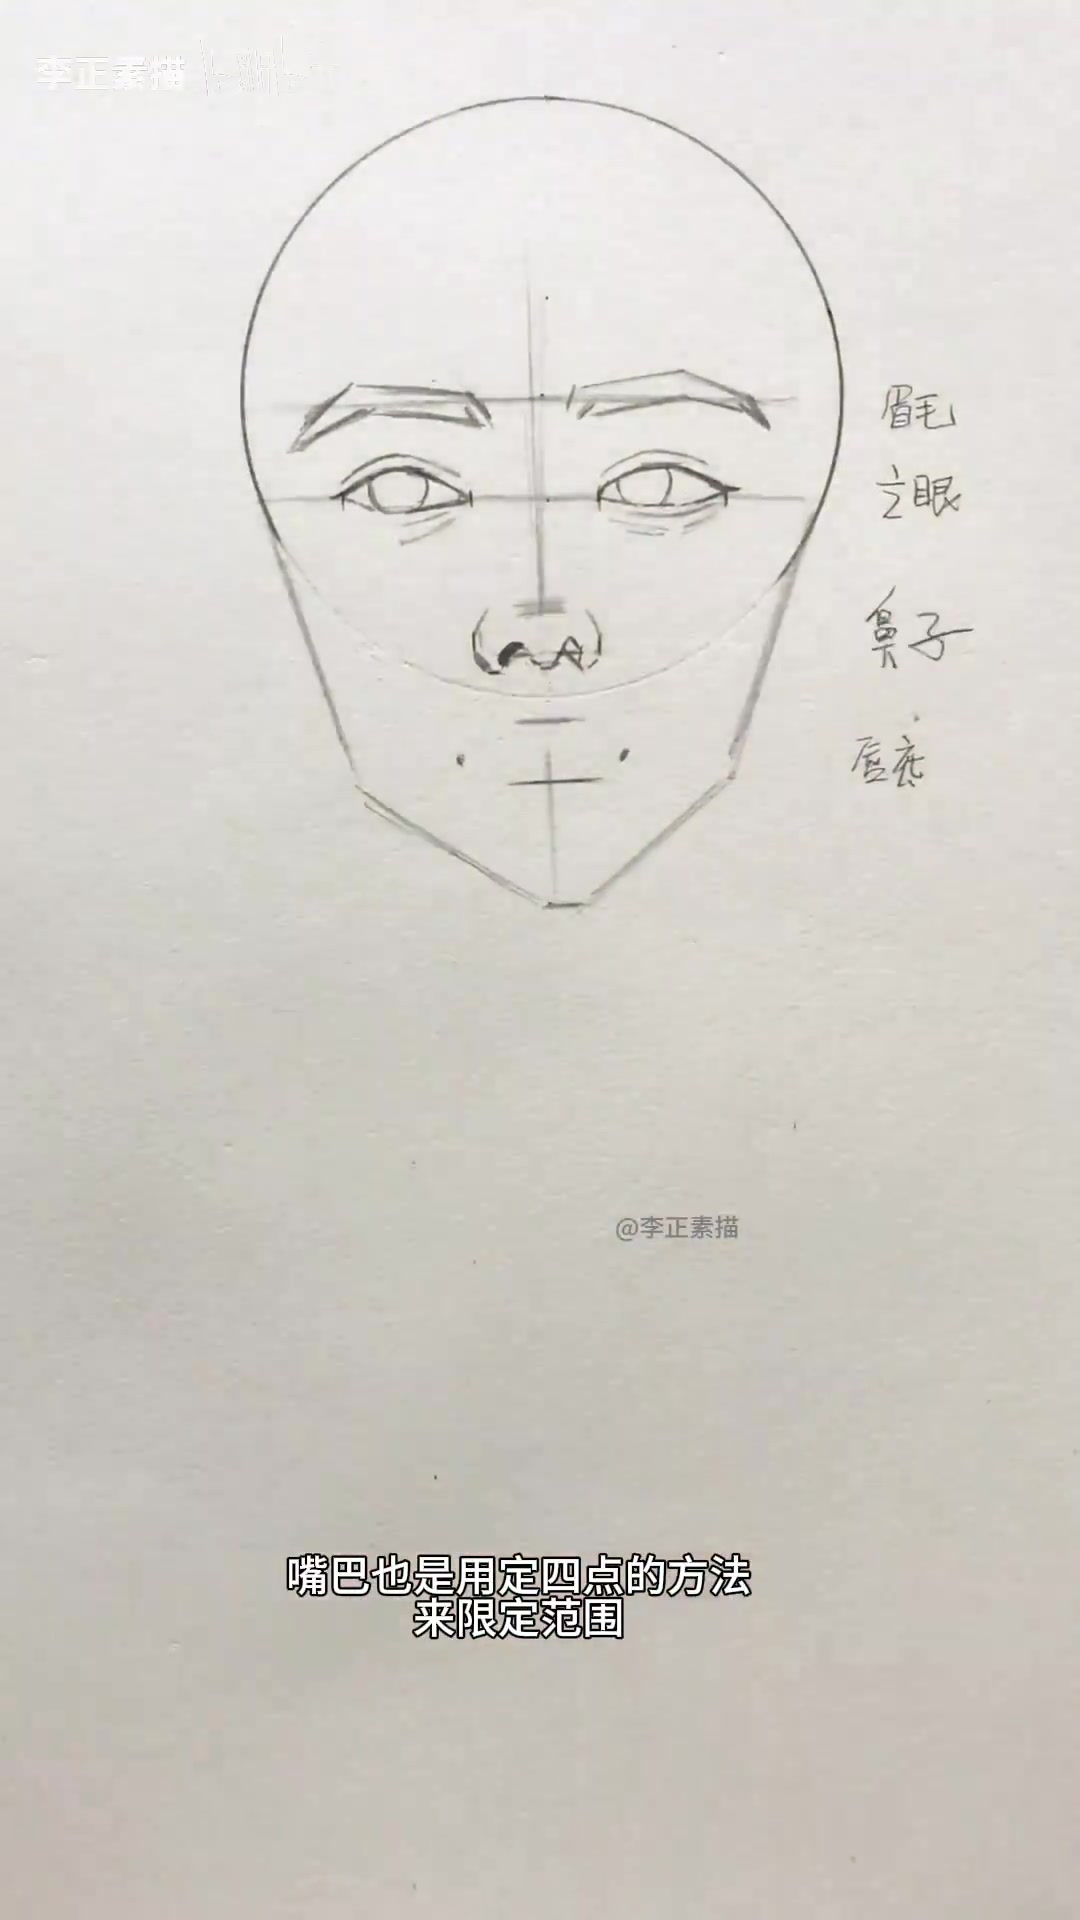 李正素描 bilibili
眉毛
眼
鼻子
唇底
@李正素描
嘴巴也是用定四点的方法
来限定范围